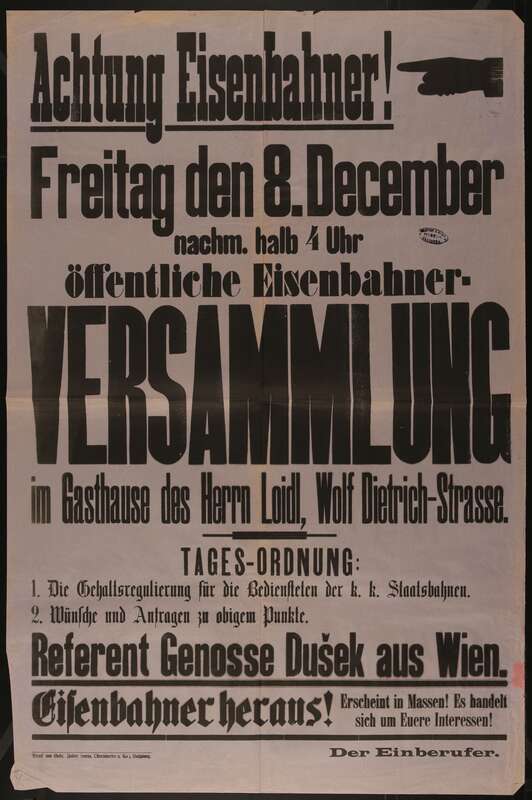 Achtung Eisenbahner!
Freitag den 8. December
nachm. halb 4 Uhr
öffentliche Eisenbahner-
VERSAMMLUNG
im Gasthause des Herrn Loidl, Wolf Dietrich-Strasse.
TAGES-ORDNUNG:
1. Die Gehaltsregulierung für die Bediensteten der k. k. Staatsbahnen.
2. Wünsche und Anfragen zu obigem Punkte.
Referent Genosse Dušek aus Wien.
Eisenbahner heraus!
Erscheint in Massen! Es handelt
sich um Euere Interessen!
Der Einberufer.